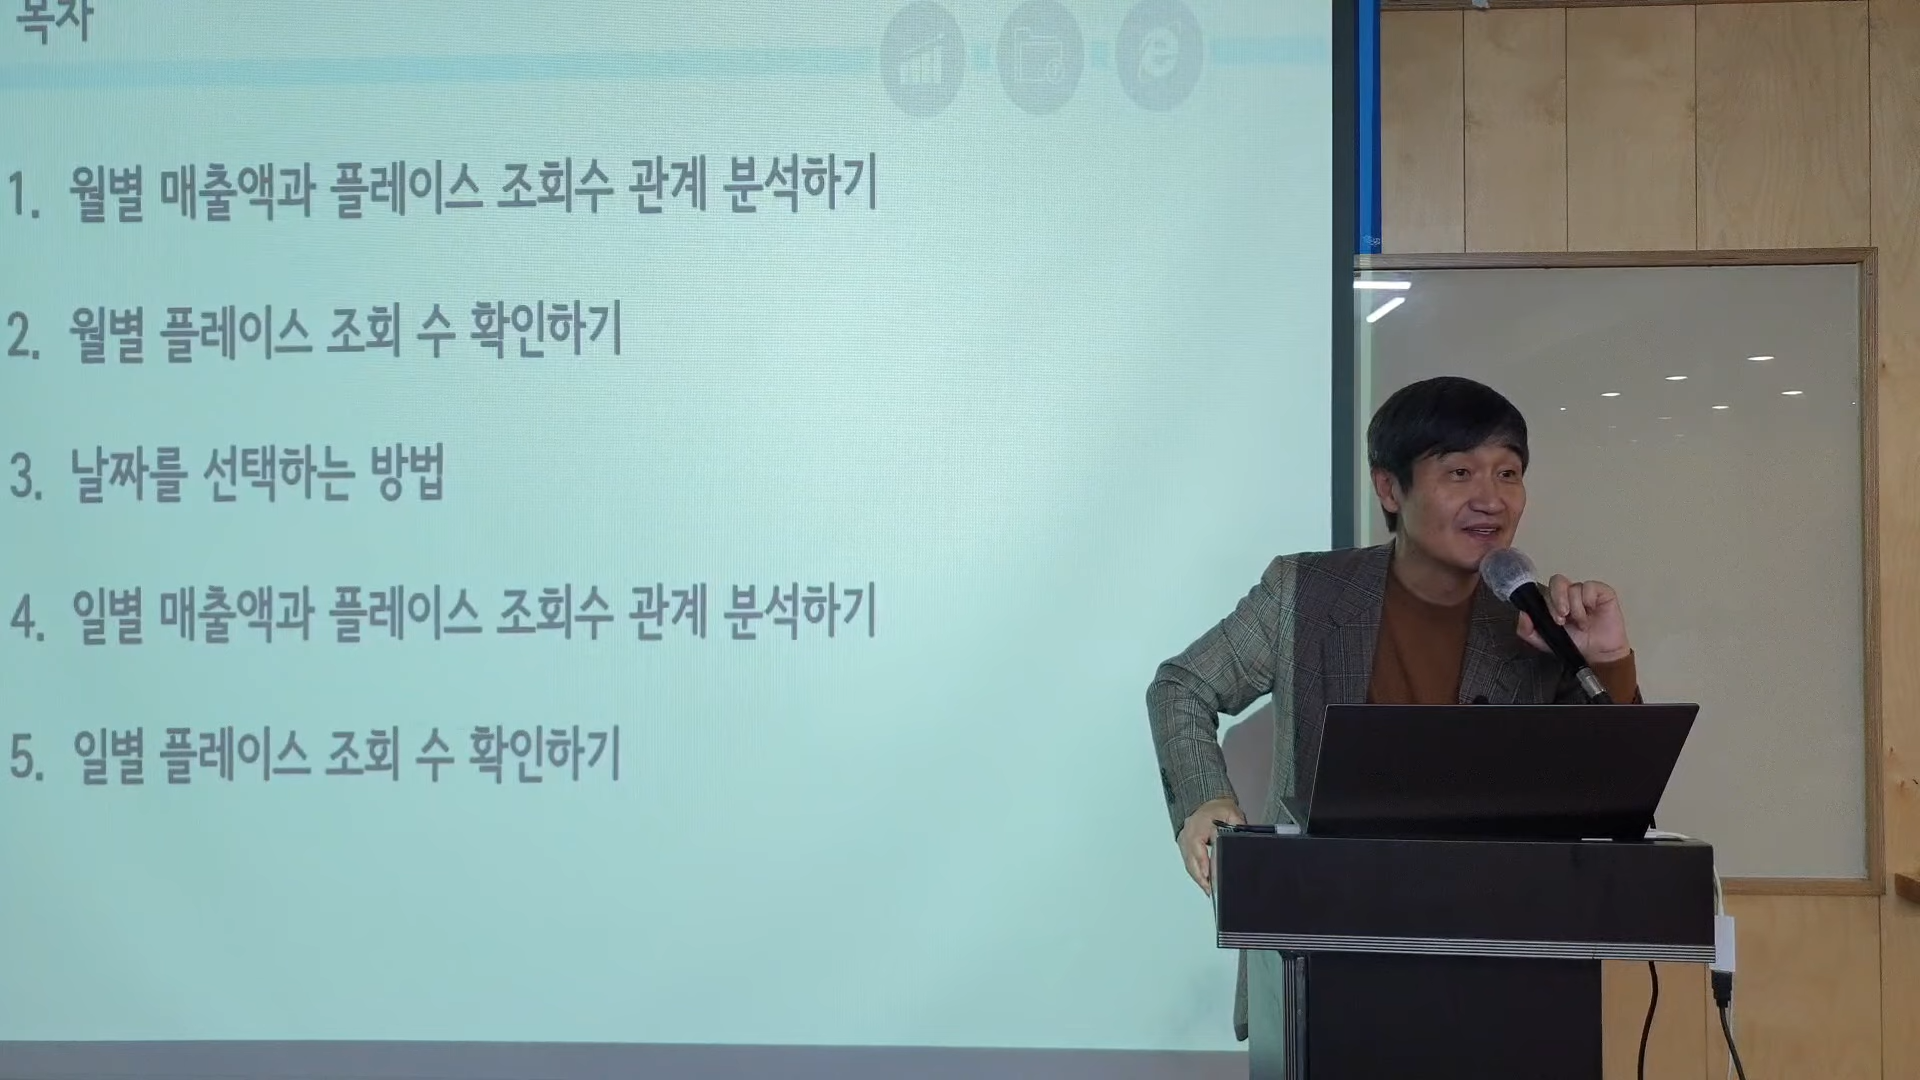 목차
1. 월별 매출액과 플레이스 조회수 관계 분석하기
2. 월별 플레이스 조회 수 확인하기
3. 날짜를 선택하는 방법
4. 일별 매출액과 플레이스 조회수 관계 분석하기
5. 일별 플레이스 조회 수 확인하기